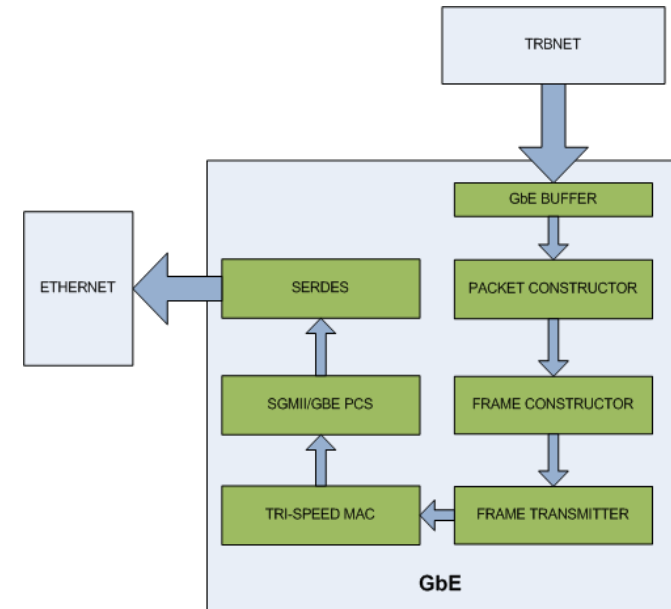 TRBNET
GbE BUFFER
ETHERNET
SERDES
PACKET CONSTRUCTOR
SGMII/GBE PCS
FRAME CONSTRUCTOR
TRI-SPEED MAC
FRAME TRANSMITTER
GbE